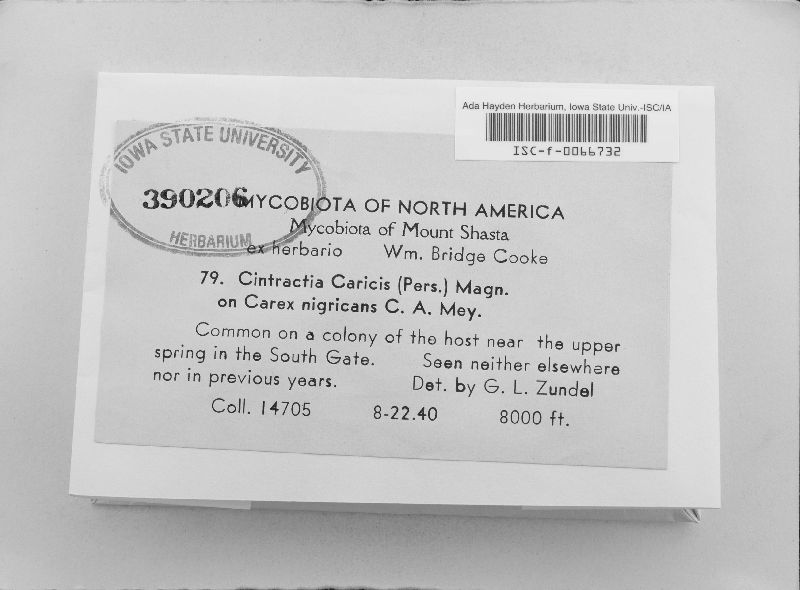 Ada Hayden Herbarium, Iowa State Univ.-ISC/IA
ISC-f-0066732
IOWA STATE UNIVERSITY
390206
HERBARIUM
MYCOBIOTA OF NORTH AMERICA
Mycobiota of Mount Shasta
ex herbario Wm. Bridge Cooke
79. Cintractia Caricis (Pers.) Magn.
on Carex nigricans C. A. Mey.
Common on a colony of the host near the upper
spring in the South Gate. Seen neither elsewhere
nor in previous years. Det. by G. L. Zundel
Coll. 14705 8-22.40 8000 ft.